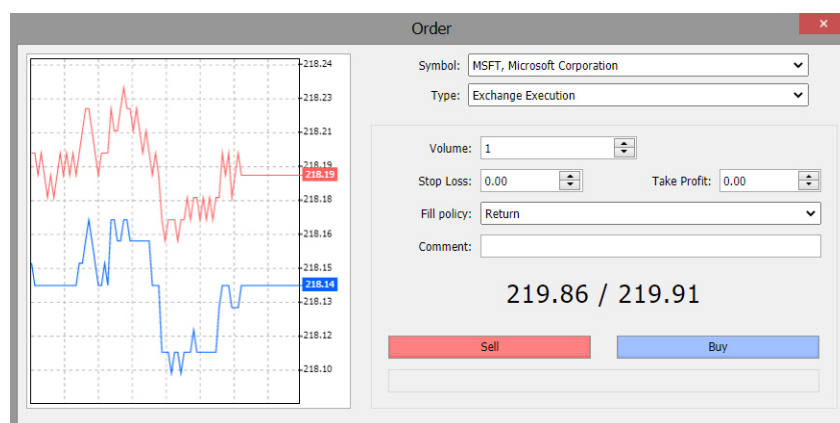 Order
×
218.24
218.23
218.21
218.19
218.19
218.18
218.16
218.15
218.14
218.13
218.12
218.10
Symbol: MSFT, Microsoft Corporation
Type: Exchange Execution
Volume: 1
Stop Loss: 0.00 Take Profit: 0.00
Fill policy: Return
Comment:
219.86 / 219.91
Sell Buy